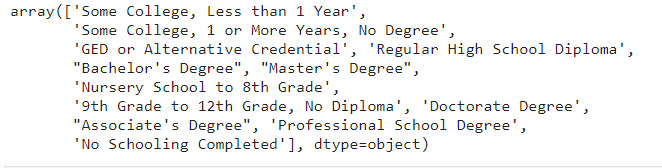 array(['Some College, Less than 1 Year',
'Some College, 1 or More Years, No Degree',
'GED or Alternative Credential', 'Regular High School Diploma',
"Bachelor's Degree", "Master's Degree",
'Nursery School to 8th Grade',
'9th Grade to 12th Grade, No Diploma', 'Doctorate Degree',
"Associate's Degree", 'Professional School Degree',
'No Schooling Completed'], dtype=object)